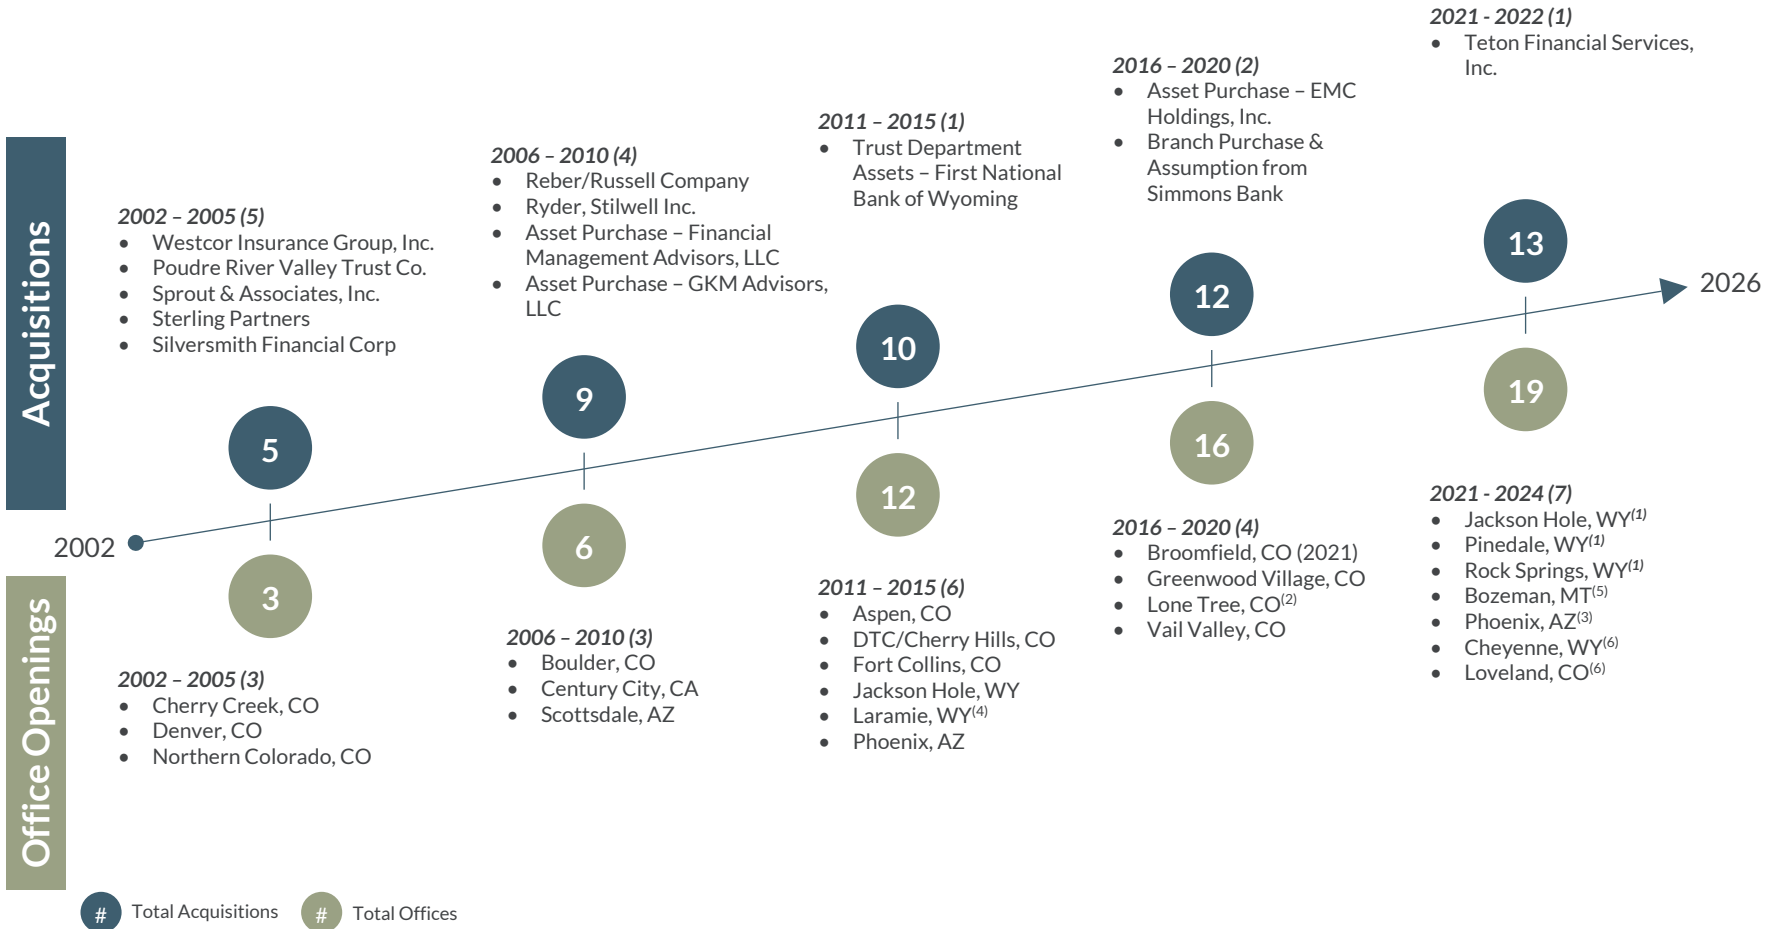 Acquisitions
2002 – 2005 (5)
• Westcor Insurance Group, Inc.
• Poudre River Valley Trust Co.
• Sprout & Associates, Inc.
• Sterling Partners
• Silversmith Financial Corp
2006 – 2010 (4)
• Reber/Russell Company
• Ryder, Stilwell Inc.
• Asset Purchase – Financial
Management Advisors, LLC
• Asset Purchase – GKM Advisors,
LLC
2011 – 2015 (1)
• Trust Department
Assets – First National
Bank of Wyoming
2016 – 2020 (2)
• Asset Purchase – EMC
Holdings, Inc.
• Branch Purchase &
Assumption from
Simmons Bank
2021 - 2022 (1)
• Teton Financial Services,
Inc.
5
9
10
12
13
2002
2026
3
6
12
16
19
Office Openings
2002 – 2005 (3)
• Cherry Creek, CO
• Denver, CO
• Northern Colorado, CO
2006 – 2010 (3)
• Boulder, CO
• Century City, CA
• Scottsdale, AZ
2011 – 2015 (6)
• Aspen, CO
• DTC/Cherry Hills, CO
• Fort Collins, CO
• Jackson Hole, WY
• Laramie, WY(4)
• Phoenix, AZ
2016 – 2020 (4)
• Broomfield, CO (2021)
• Greenwood Village, CO
• Lone Tree, CO(2)
• Vail Valley, CO
2021 - 2024 (7)
• Jackson Hole, WY(1)
• Pinedale, WY(1)
• Rock Springs, WY(1)
• Bozeman, MT(5)
• Phoenix, AZ(3)
• Cheyenne, WY(6)
• Loveland, CO(6)
# Total Acquisitions
# Total Offices